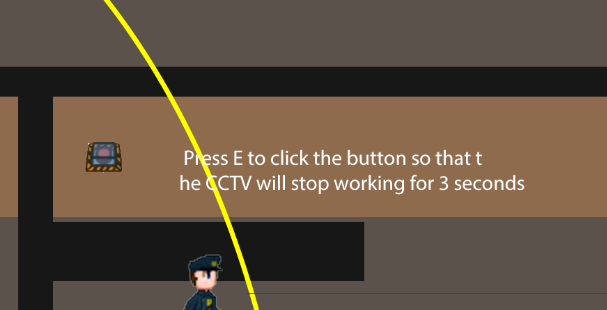 Press E to click the button so that t
he CCTV will stop working for 3 seconds